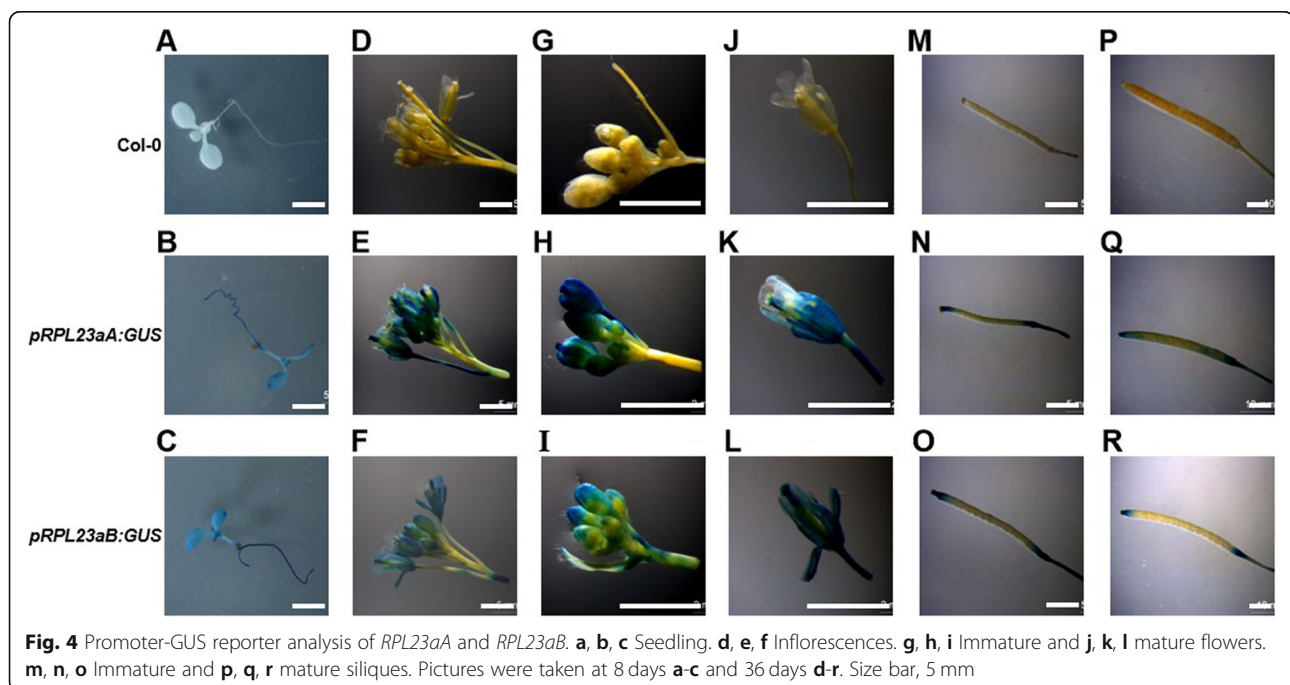 A D G J M P
Col-0
B E H K N Q
pRPL23aA:GUS
C F I L O R
pRPL23aB:GUS
Fig. 4 Promoter-GUS reporter analysis of RPL23aA and RPL23aB. a, b, c Seedling. d, e, f Inflorescences. g, h, i Immature and j, k, l mature flowers.
m, n, o Immature and p, q, r mature siliques. Pictures were taken at 8 days a-c and 36 days d-r. Size bar, 5 mm